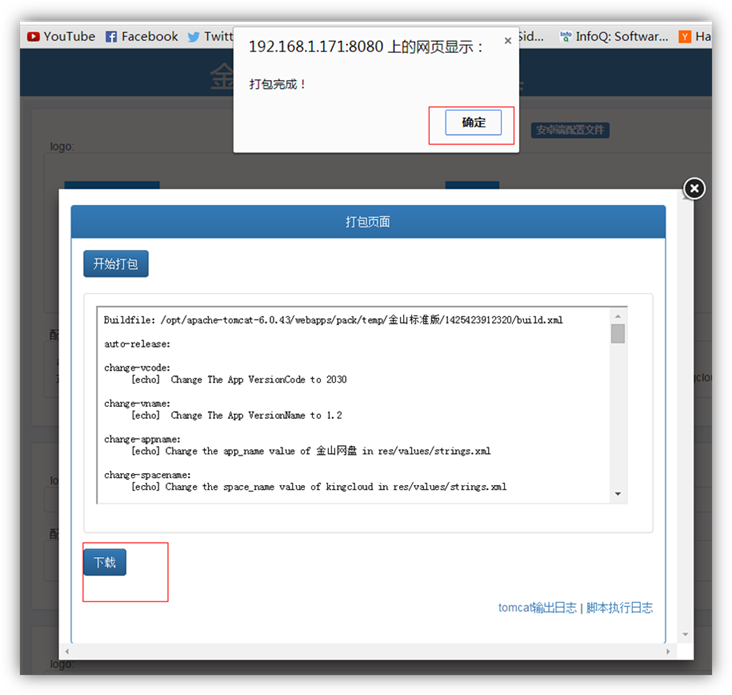 YouTube Facebook Twitt Sid... InfoQ: Softwar... Ha
192.168.1.171:8080 上的网页显示：
打包完成！
确定
金
安卓端配置文件
logo:
打包页面
开始打包
Buildfile: /opt/apache-tomcat-6.0.43/webapps/pack/temp/金山标准版/1425423912320/build.xml
auto-release:
change-vcode:
[echo] Change The App VersionCode to 2030
change-vname:
[echo] Change The App VersionName to 1.2
change-appname:
[echo] Change the app_name value of 金山网盘 in res/values/strings.xml
change-spacename:
[echo] Change the space_name value of kingcloud in res/values/strings.xml
下载
tomcat输出日志 | 脚本执行日志
logo: